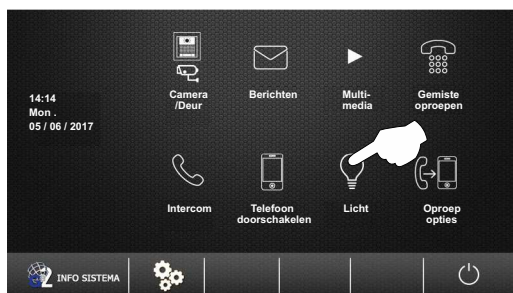 14:14
Mon .
05 / 06 / 2017
Camera
/Deur
Berichten
Multi-
media
Gemiste
oproepen
Intercom
Telefoon
doorschakelen
Licht
Oproep
opties
2 INFO SISTEMA